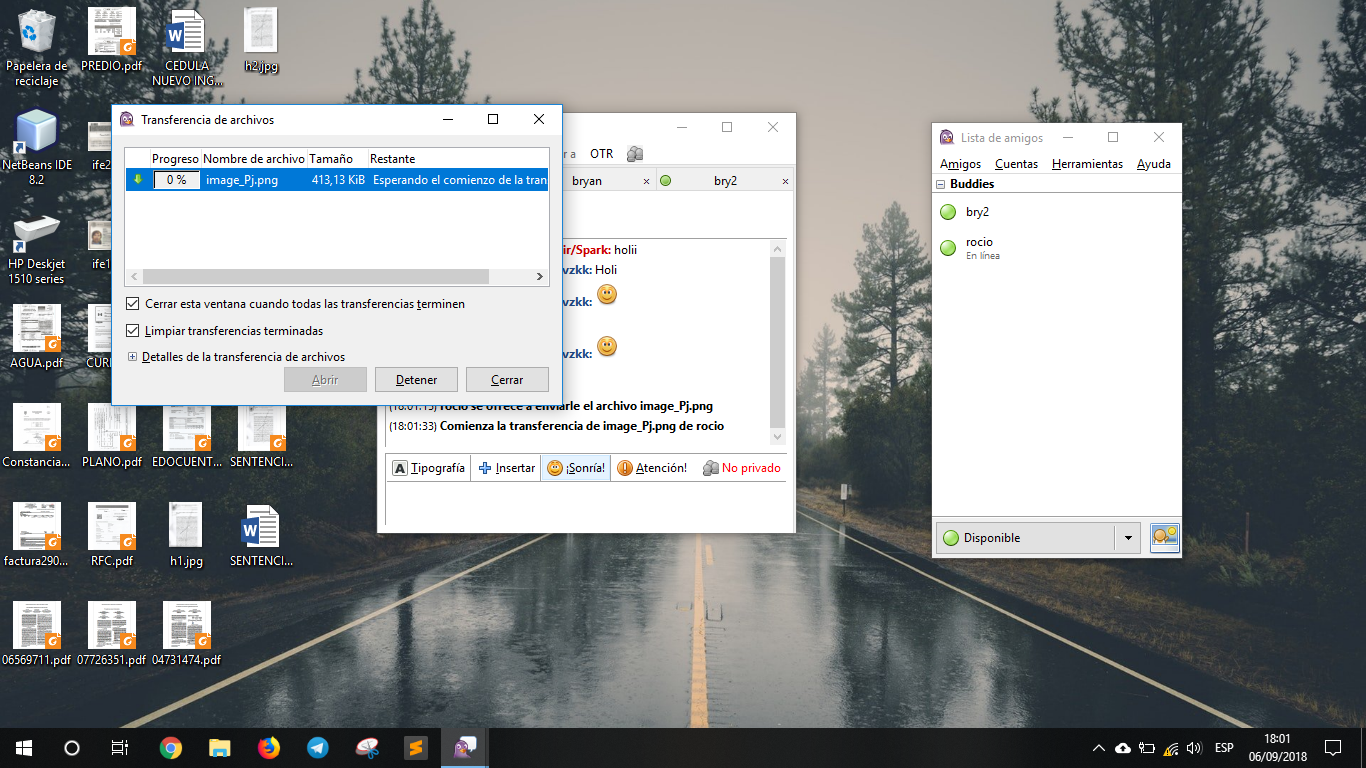 Papelera de
reciclaje
PREDIO.pdf
CEDULA
NUEVO ING...
h2.jpg
NetBeans IDE
8.2
ife2
HP Deskjet
1510 series
ife1
AGUA.pdf
CURI
Constancia...
PLANO.pdf
EDOCUENT...
SENTENCI...
factura290...
RFC.pdf
h1.jpg
SENTENCI...
06569711.pdf
07726351.pdf
04731474.pdf
Transferencia de archivos
Progreso Nombre de archivo Tamaño Restante
0 % image_Pj.png 413,13 KiB Esperando el comienzo de la tran
Cerrar esta ventana cuando todas las transferencias terminen
Limpiar transferencias terminadas
Detalles de la transferencia de archivos
Abrir Detener Cerrar
r a OTR
bryan bry2
ir/Spark: holii
vzkk: Holi
vzkk:
vzkk:
(18:01:15) rocio se ofrece a enviarle el archivo image_Pj.png
(18:01:33) Comienza la transferencia de image_Pj.png de rocio
A Tipografía Insertar ¡Sonría! Atención! No privado
Lista de amigos
Amigos Cuentas Herramientas Ayuda
Buddies
bry2
rocio
En línea
Disponible
ESP
18:01
06/09/2018